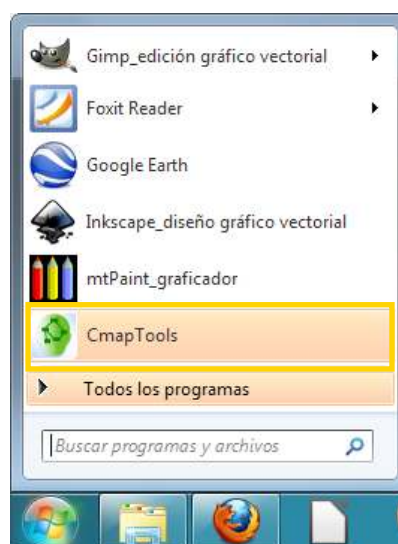 Gimp_edición gráfico vectorial
Foxit Reader
Google Earth
Inkscape_diseño gráfico vectorial
mtPaint_graficador
CmapTools
Todos los programas
Buscar programas y archivos